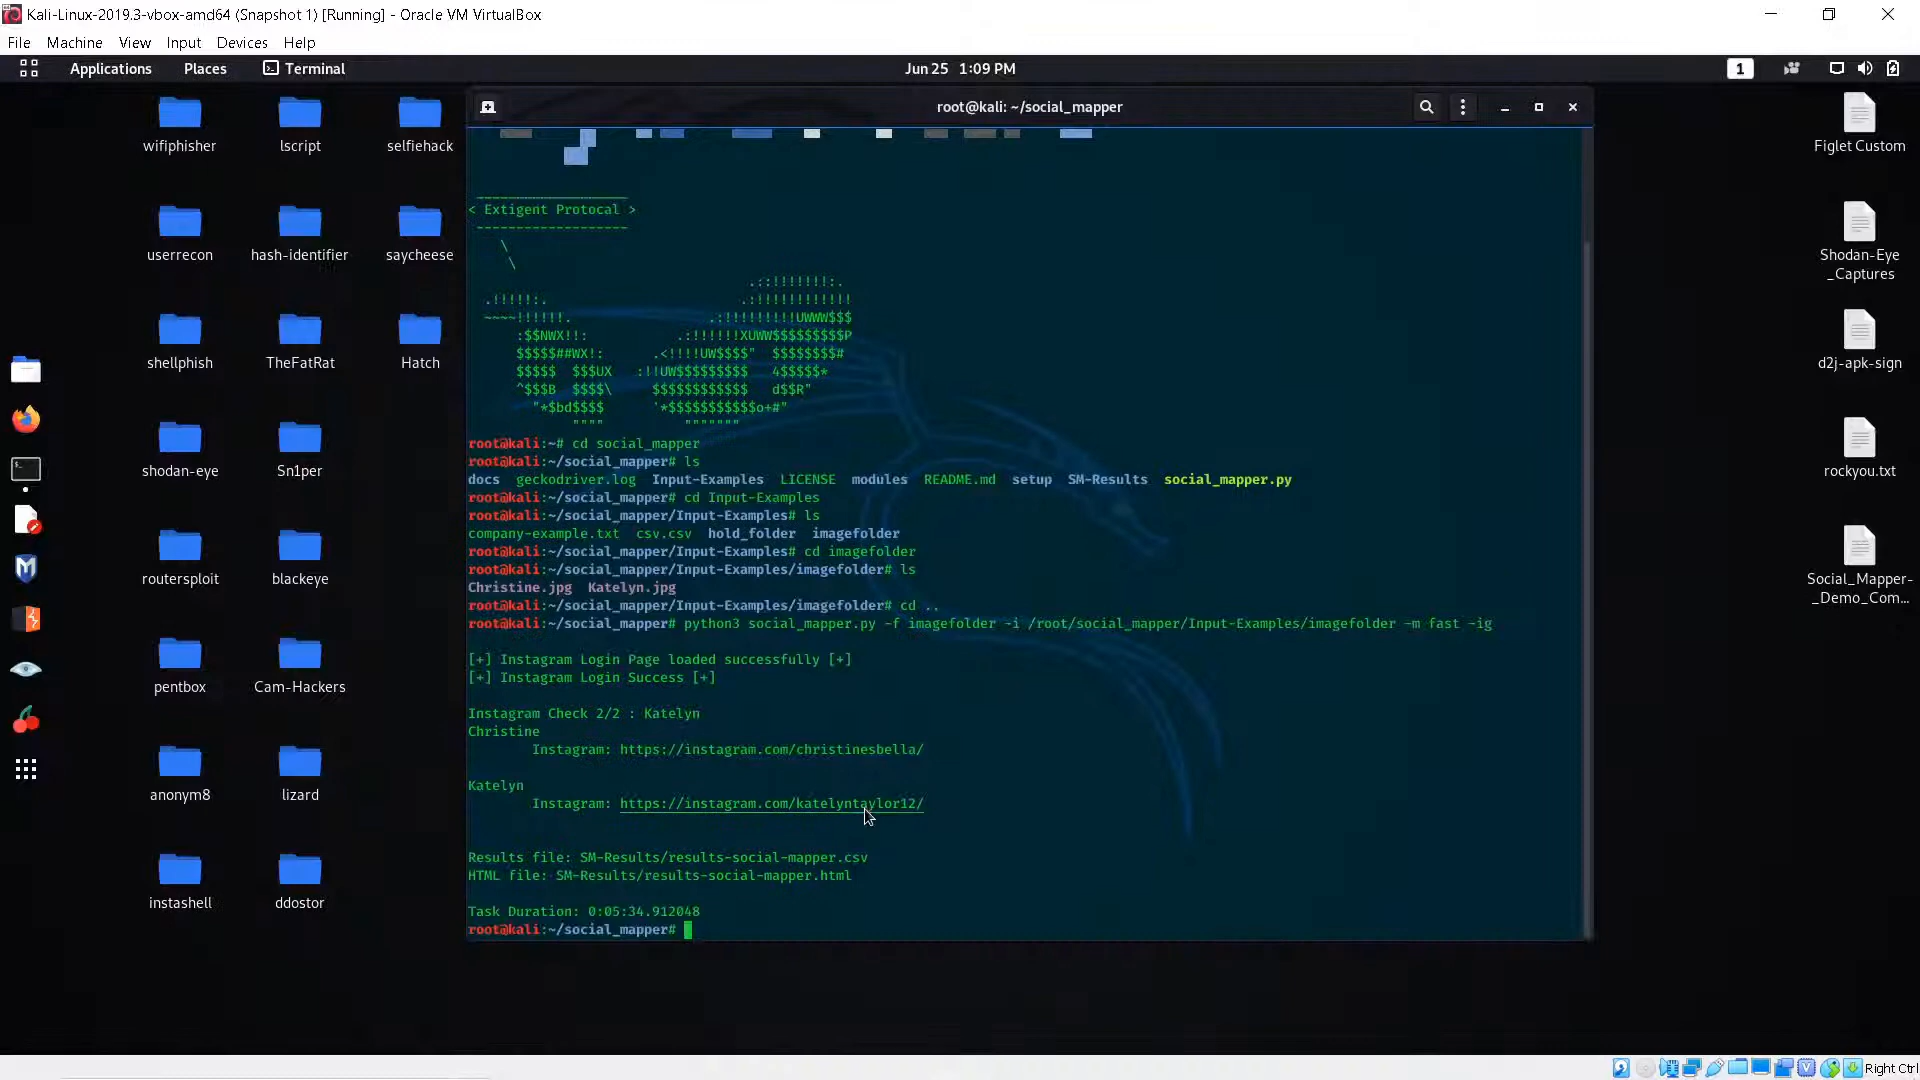 Kali-Linux-2019.3-vbox-amd64 (Snapshot 1) [Running] - Oracle VM VirtualBox
File Machine View Input Devices Help
Applications Places Terminal
Jun 25 1:09 PM
1
root@kali: ~/social_mapper
wifiphisher
lscript
selfiehack
userrecon
hash-identifier
saycheese
shellphish
TheFatRat
Hatch
shodan-eye
Sn1per
routersploit
blackeye
pentbox
Cam-Hackers
anonym8
lizard
instashell
ddostor
< Extigent Protocal >
root@kali:~# cd social_mapper
root@kali:~/social_mapper# ls
docs geckodriver.log Input-Examples LICENSE modules README.md setup SM-Results social_mapper.py
root@kali:~/social_mapper# cd Input-Examples
root@kali:~/social_mapper/Input-Examples# ls
company-example.txt csv.csv hold_folder imagefolder
root@kali:~/social_mapper/Input-Examples# cd imagefolder
root@kali:~/social_mapper/Input-Examples/imagefolder# ls
Christine.jpg Katelyn.jpg
root@kali:~/social_mapper/Input-Examples/imagefolder# cd ..
root@kali:~/social_mapper# python3 social_mapper.py -f imagefolder -i /root/social_mapper/Input-Examples/imagefolder -m fast -ig
[+] Instagram Login Page loaded successfully [+]
[+] Instagram Login Success [+]
Instagram Check 2/2 : Katelyn
Christine
Instagram: https://instagram.com/christinesbella/
Katelyn
Instagram: https://instagram.com/katelyntaylor12/
Results file: SM-Results/results-social-mapper.csv
HTML file: SM-Results/results-social-mapper.html
Task Duration: 0:05:34.912048
root@kali:~/social_mapper#
Figlet Custom
Shodan-Eye
_Captures
d2j-apk-sign
rockyou.txt
Social_Mapper-
_Demo_Com...
Right Ctrl